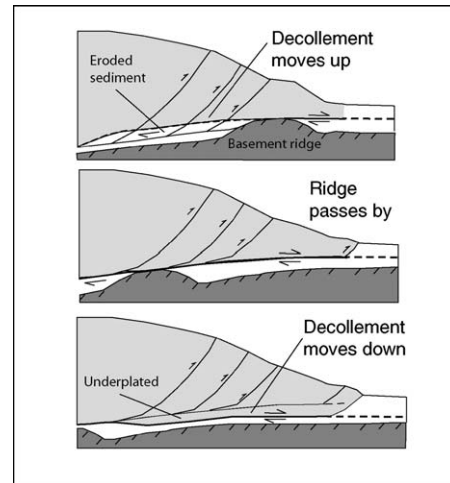 Decollement
moves up
Eroded
sediment
Basement ridge
Ridge
passes by
Decollement
moves down
Underplated